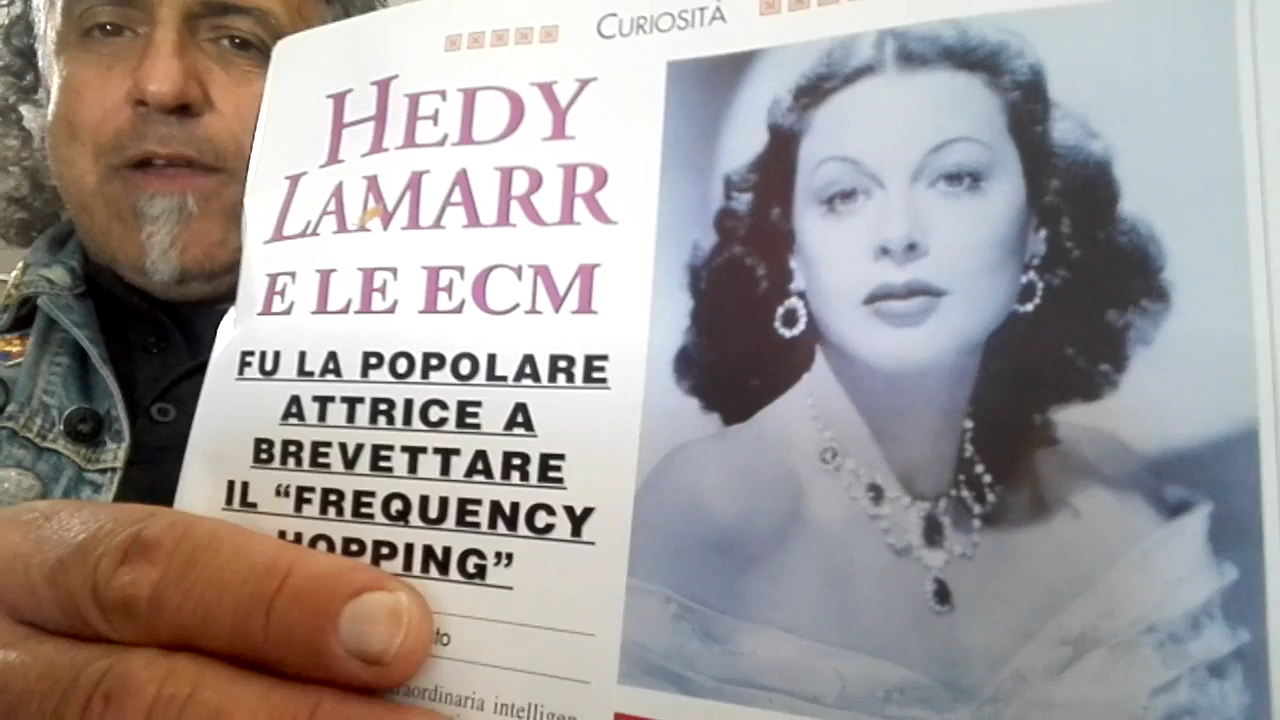 CURIOSITÀ
HEDY
LAMARR
E LE ECM
FU LA POPOLARE
ATTRICE A
BREVETTARE
IL “FREQUENCY
HOPPING”